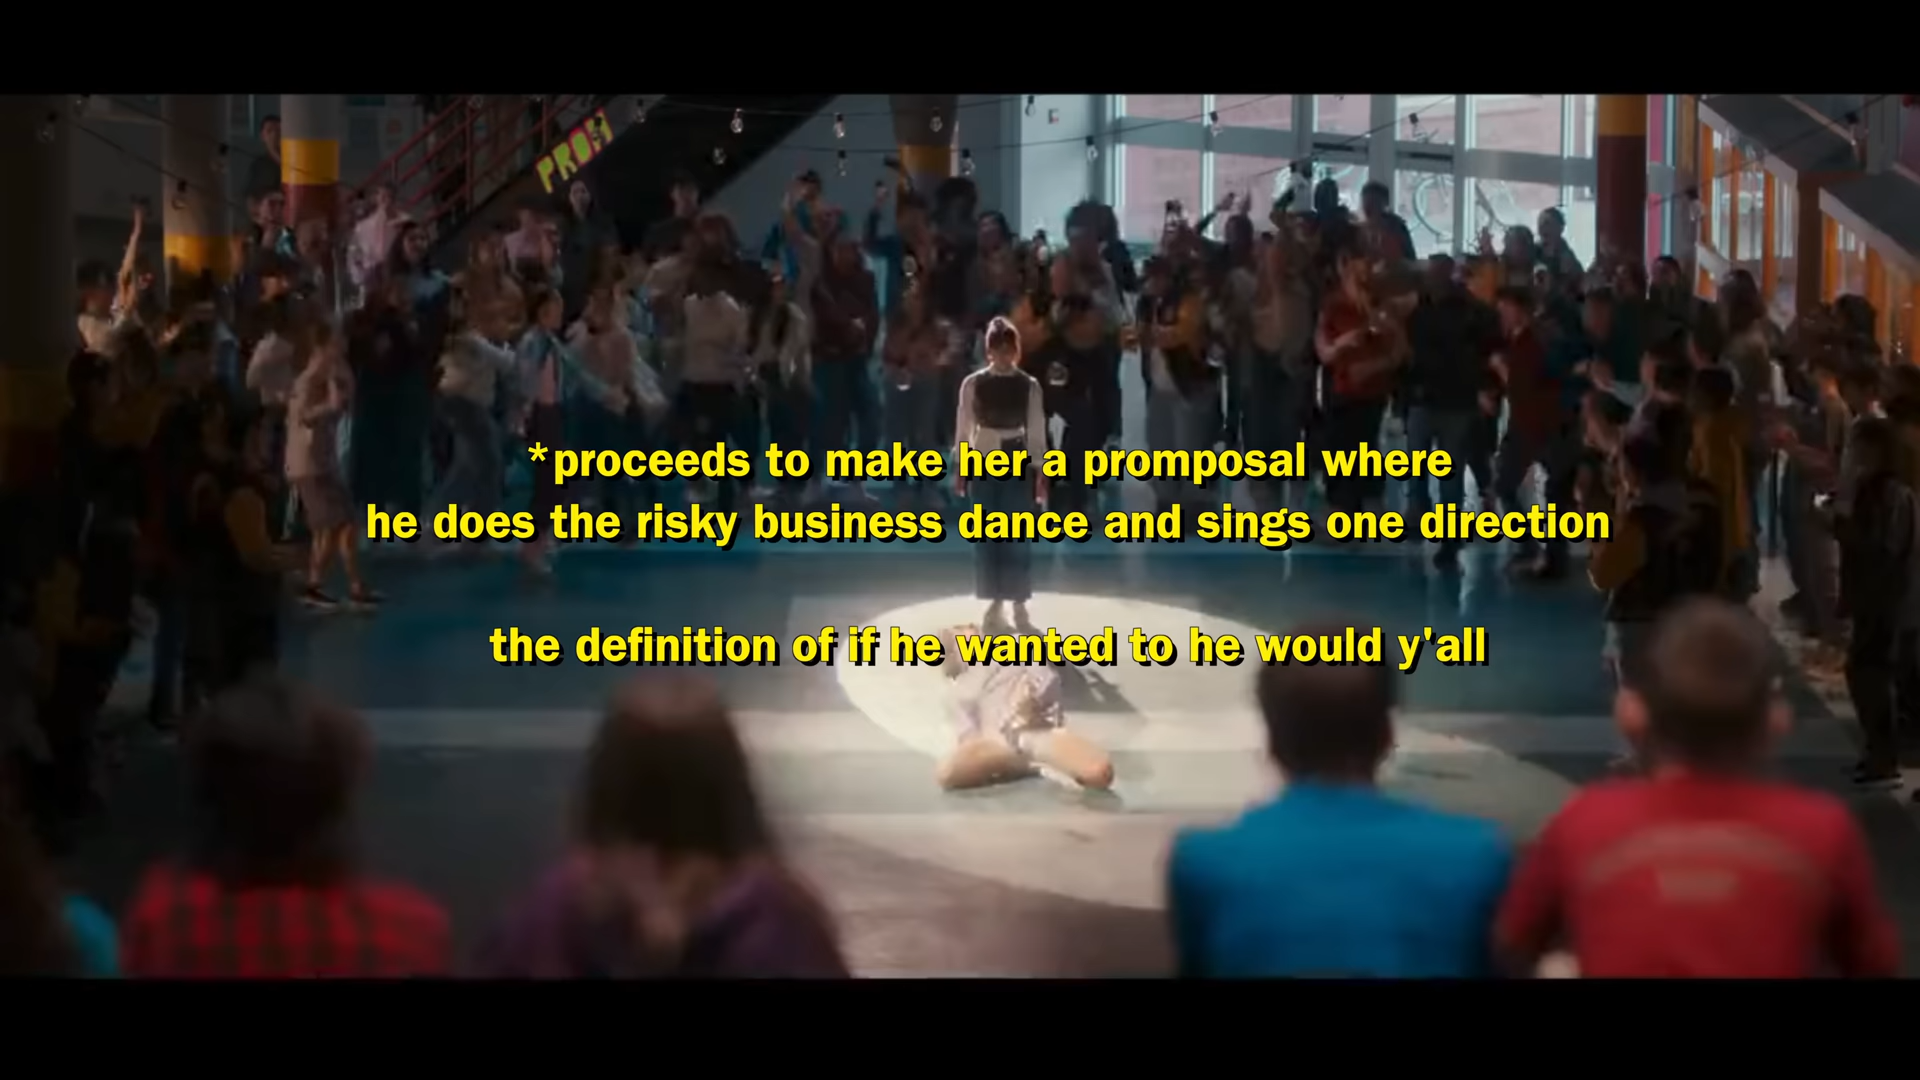 PROM
*proceeds to make her a promposal where
he does the risky business dance and sings one direction
the definition of if he wanted to he would y'all